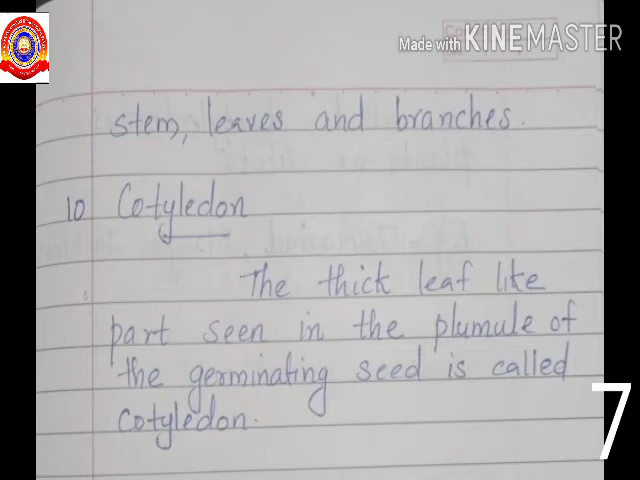 Made with KINEMASTER
stem, leaves and branches.
10 Cotyledon
The thick leaf like
part seen in the plumule of
the germinating seed is called
cotyledon.
7